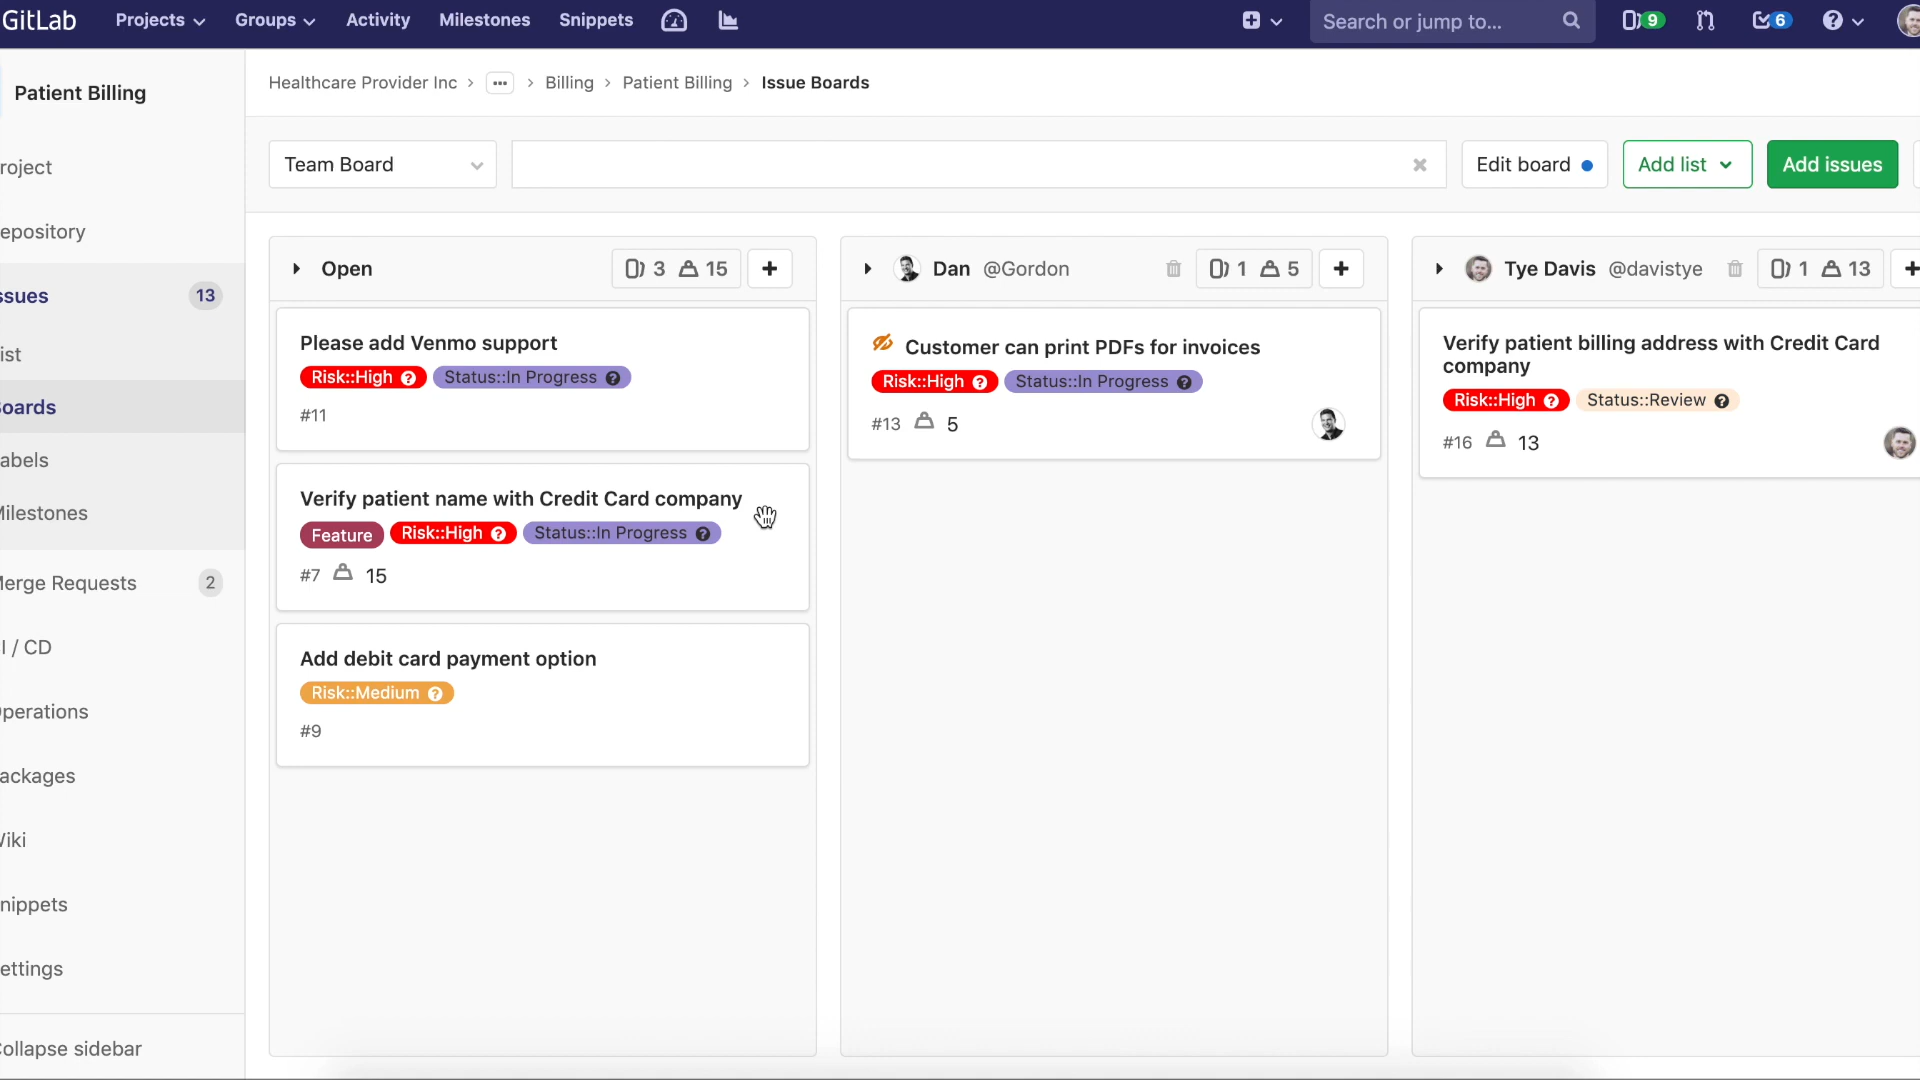 GitLab Projects Groups Activity Milestones Snippets Search or jump to... 9 6 ?
Patient Billing
roject
epository
ssues 13
ist
oards
abels
ilestones
erge Requests 2
I / CD
perations
ackages
iki
nippets
ettings
ollapse sidebar
Healthcare Provider Inc > ... > Billing > Patient Billing > Issue Boards
Team Board Edit board Add list Add issues
Open 3 15 +
Please add Venmo support
Risk::High ? Status::In Progress ?
#11
Verify patient name with Credit Card company
Feature Risk::High ? Status::In Progress ?
#7 15
Add debit card payment option
Risk::Medium ?
#9
Dan @Gordon 1 5 +
Customer can print PDFs for invoices
Risk::High ? Status::In Progress ?
#13 5
Tye Davis @davistye 1 13 +
Verify patient billing address with Credit Card
company
Risk::High ? Status::Review ?
#16 13